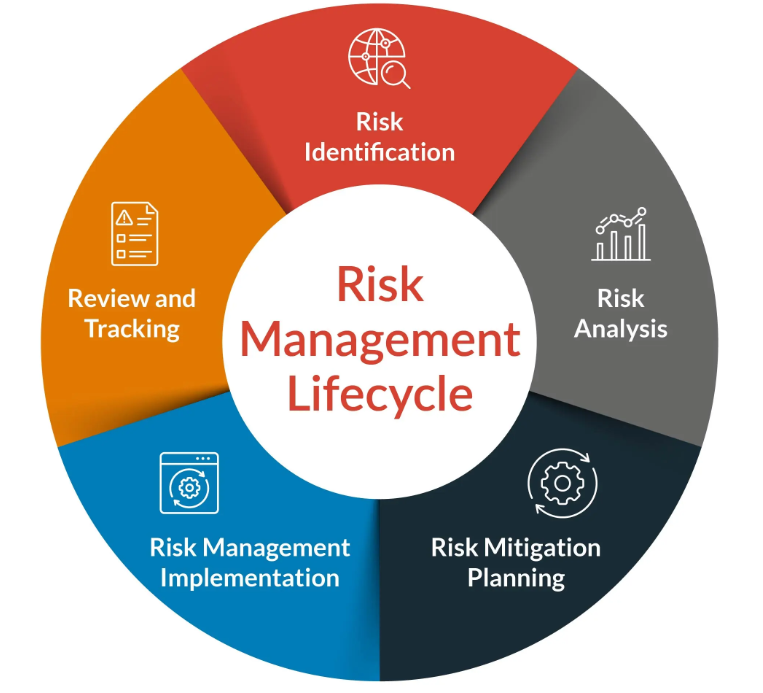 Risk
Identification
Risk
Analysis
Risk Mitigation
Planning
Risk Management
Implementation
Review and
Tracking
Risk
Management
Lifecycle